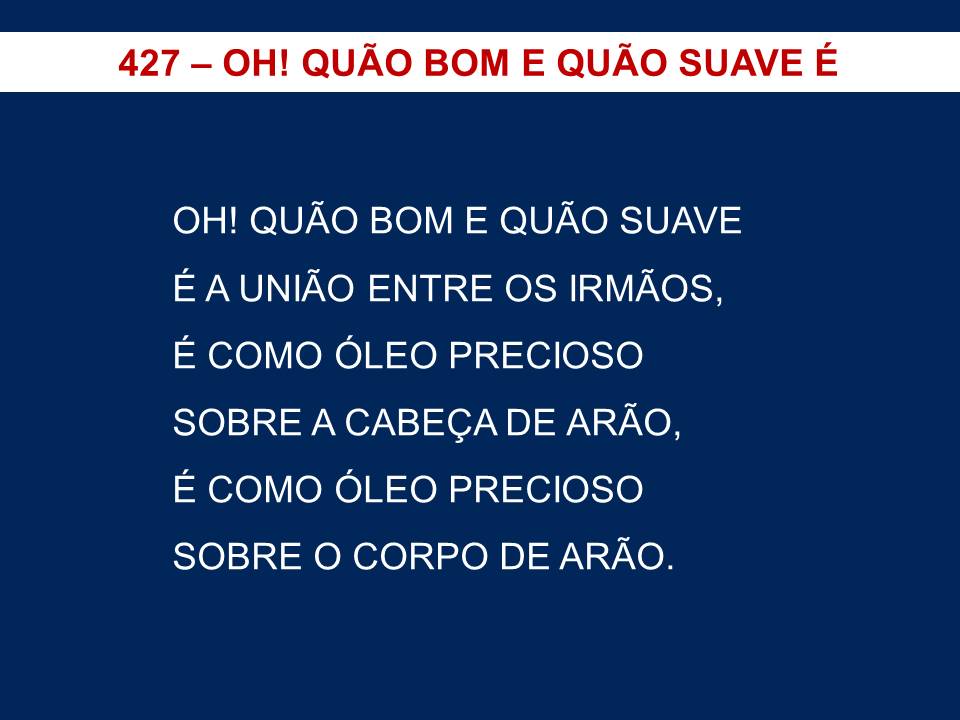 427 – OH! QUÃO BOM E QUÃO SUAVE É
OH! QUÃO BOM E QUÃO SUAVE
É A UNIÃO ENTRE OS IRMÃOS,
É COMO ÓLEO PRECIOSO
SOBRE A CABEÇA DE ARÃO,
É COMO ÓLEO PRECIOSO
SOBRE O CORPO DE ARÃO.